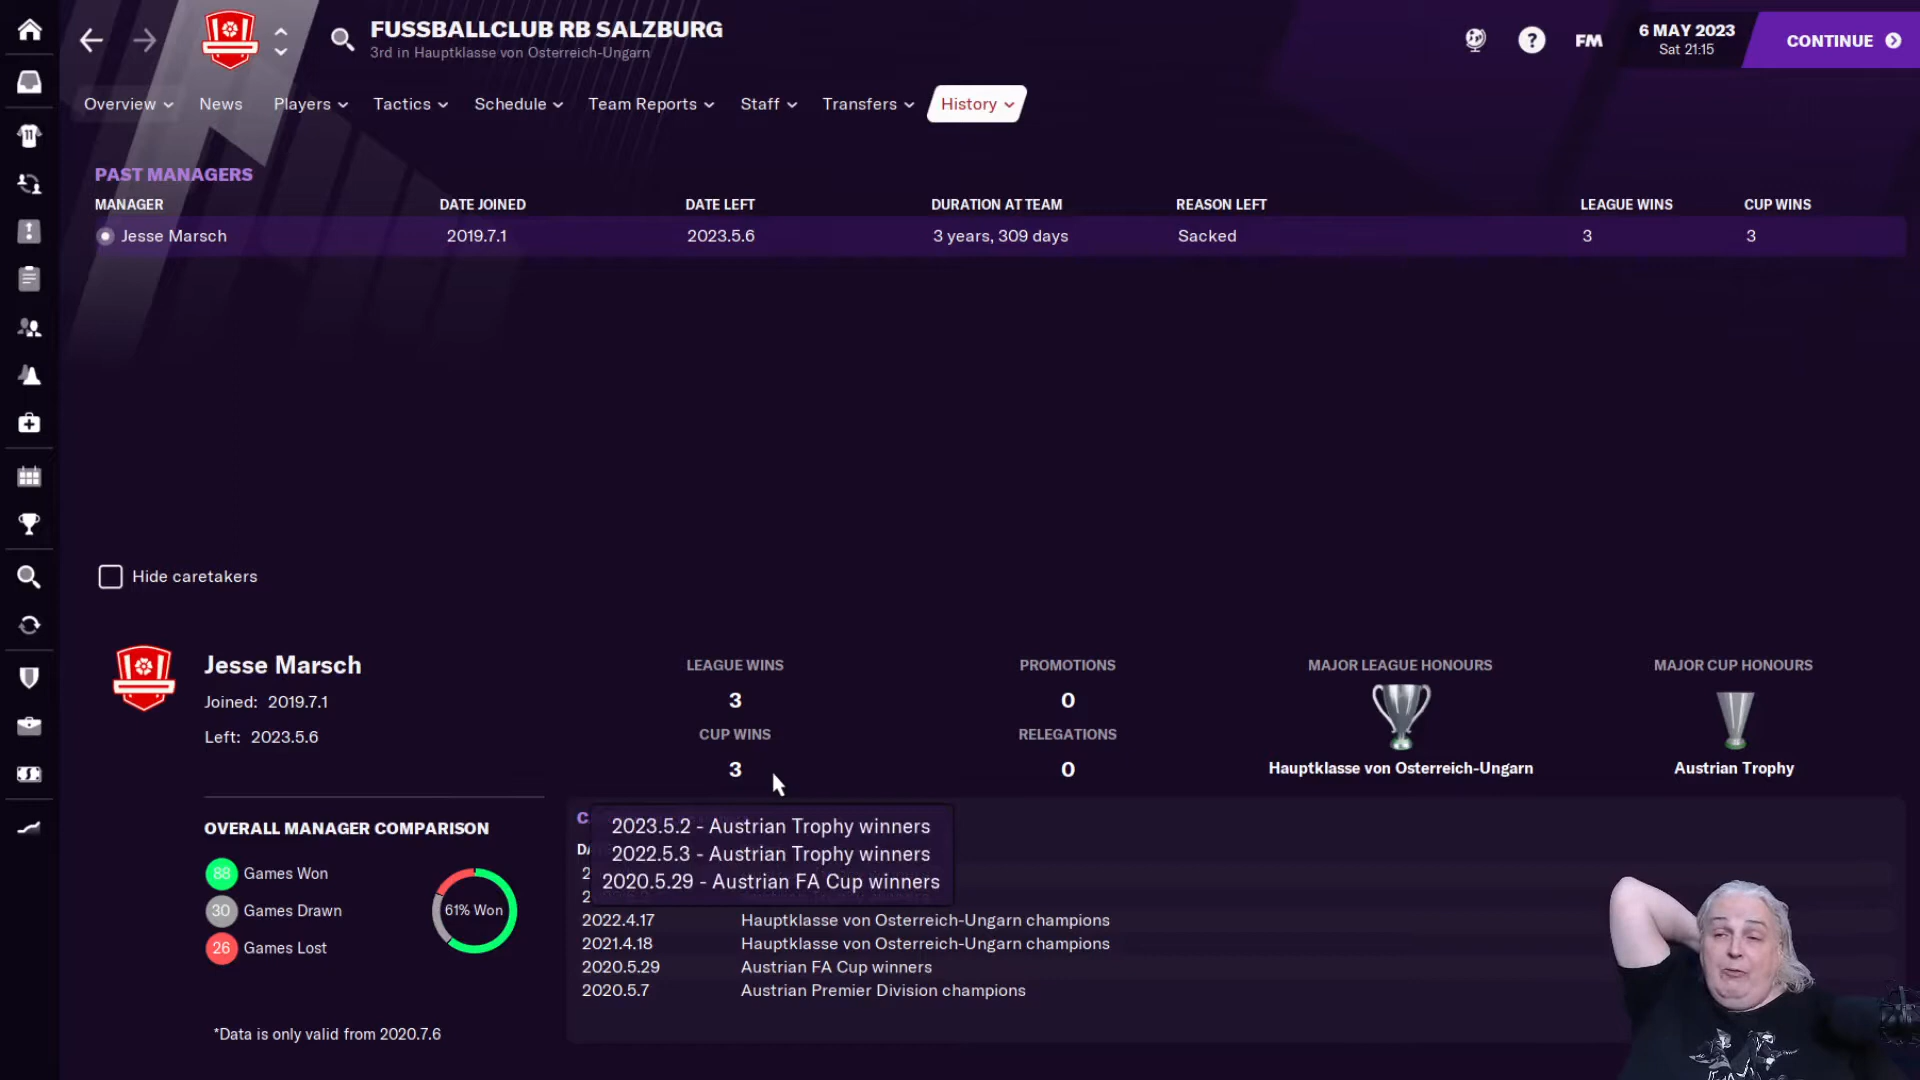 FUSSBALLCLUB RB SALZBURG
3rd in Hauptklasse von Osterreich-Ungarn
FM
6 MAY 2023
Sat 21:15
CONTINUE
Overview News Players Tactics Schedule Team Reports Staff Transfers History
PAST MANAGERS
MANAGER DATE JOINED DATE LEFT DURATION AT TEAM REASON LEFT LEAGUE WINS CUP WINS
Jesse Marsch 2019.7.1 2023.5.6 3 years, 309 days Sacked 3 3
Hide caretakers
Jesse Marsch
Joined: 2019.7.1
Left: 2023.5.6
LEAGUE WINS
3
CUP WINS
3
PROMOTIONS
0
RELEGATIONS
0
MAJOR LEAGUE HONOURS
Hauptklasse von Osterreich-Ungarn
MAJOR CUP HONOURS
Austrian Trophy
OVERALL MANAGER COMPARISON
88 Games Won
30 Games Drawn
26 Games Lost
61% Won
*Data is only valid from 2020.7.6
2023.5.2 - Austrian Trophy winners
2022.5.3 - Austrian Trophy winners
2020.5.29 - Austrian FA Cup winners
2022.4.17 Hauptklasse von Osterreich-Ungarn champions
2021.4.18 Hauptklasse von Osterreich-Ungarn champions
2020.5.29 Austrian FA Cup winners
2020.5.7 Austrian Premier Division champions